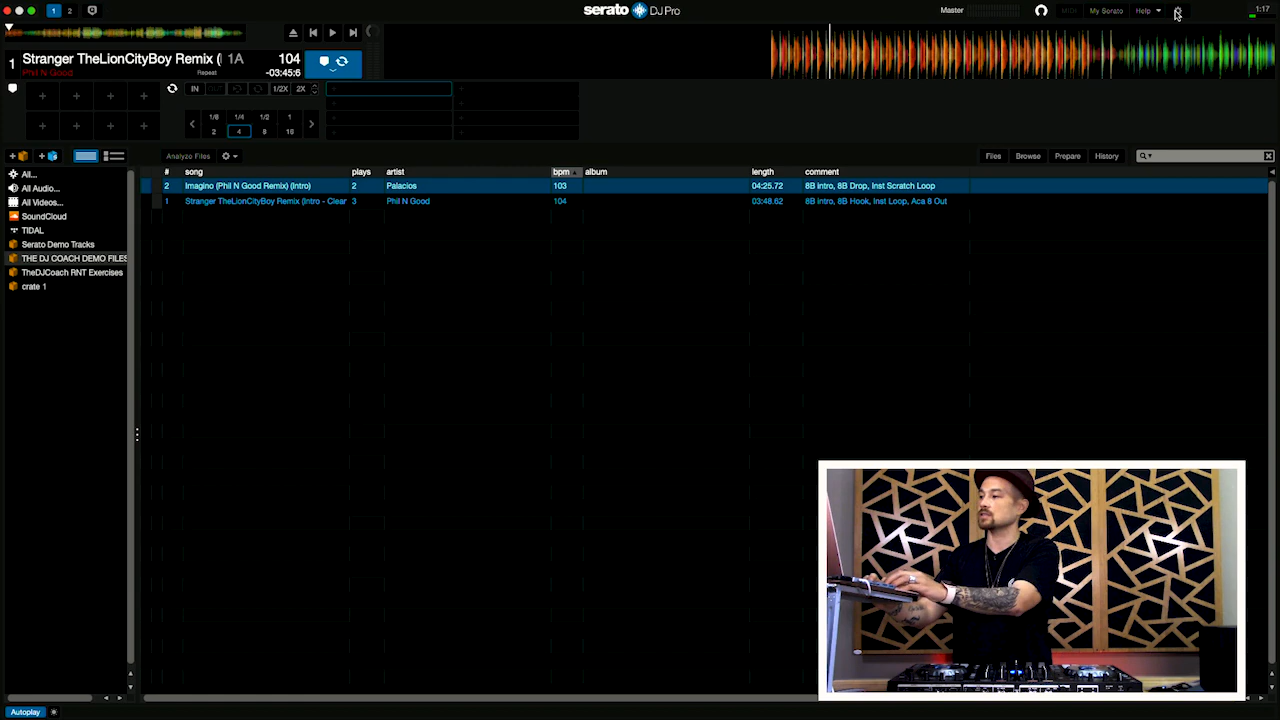 1 2 serato DJ Pro Master MIDI My Serato Help 1:17
1 Stranger TheLionCityBoy Remix ( 1A 104
Phil N Good Repeat -03:45:6
IN 1/2X 2X
1/8 1/4 1/2 1
2 4 8 16
Analyze Files Files Browse Prepare History
# song plays artist bpm album length comment
2 Imagino (Phil N Good Remix) (Intro) 2 Palacios 103 04:25.72 8B intro, 8B Drop, Inst Scratch Loop
1 Stranger TheLionCityBoy Remix (Intro - Clear 3 Phil N Good 104 03:48.62 8B intro, 8B Hook, Inst Loop, Aca 8 Out
All...
All Audio...
All Videos...
SoundCloud
TIDAL
Serato Demo Tracks
THE DJ COACH DEMO FILES
TheDJCoach RNT Exercises
crate 1
Autoplay